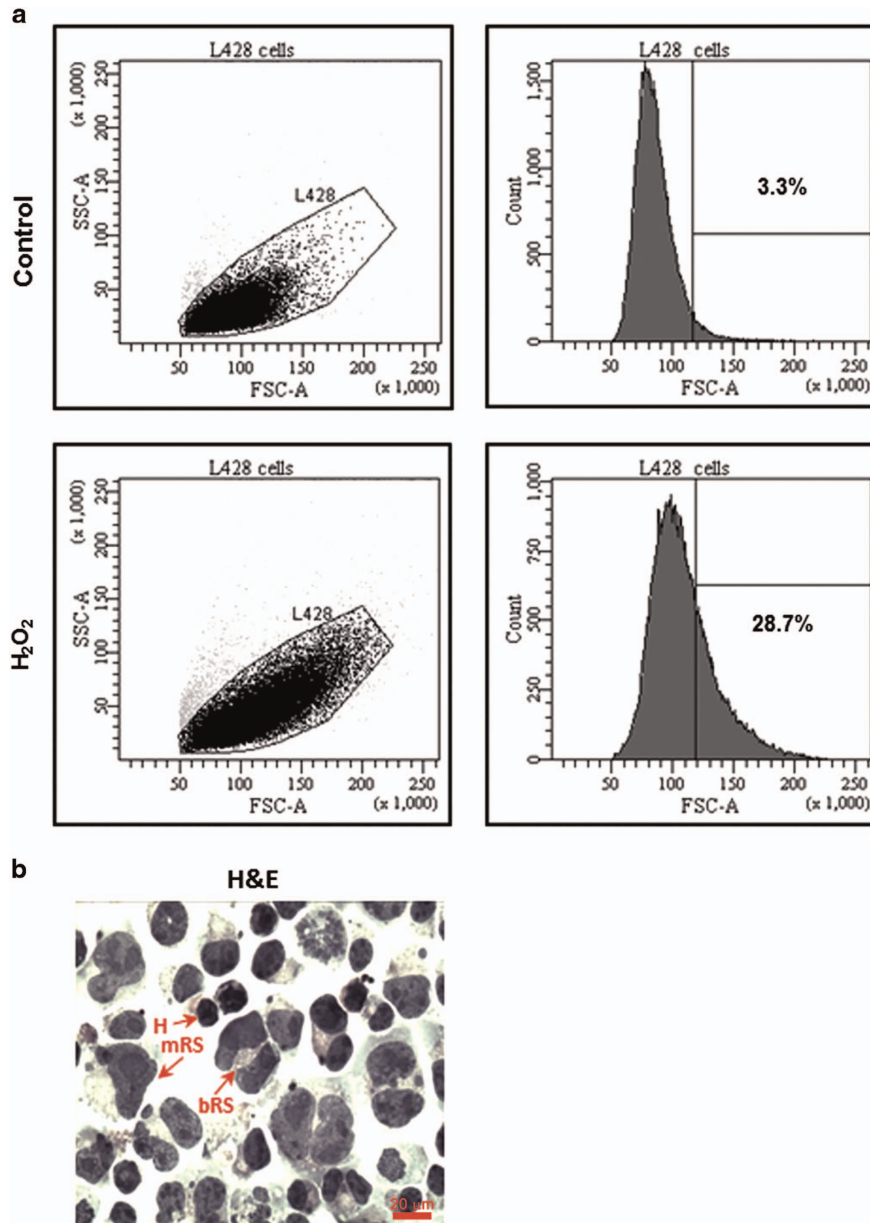 a
Control
L428 cells
SSC-A
(x 1,000)
250
200
150
100
50
L428
50 100 150 200 250
FSC-A (x 1,000)
L428 cells
Count
1,500
1,000
500
0
3.3%
50 100 150 200 250
FSC-A (x 1,000)
H2O2
L428 cells
SSC-A
(x 1,000)
250
200
150
100
50
L428
50 100 150 200 250
FSC-A (x 1,000)
L428 cells
Count
1,000
750
500
250
0
28.7%
50 100 150 200 250
FSC-A (x 1,000)
b
H&E
H
mRS
bRS
20 μm